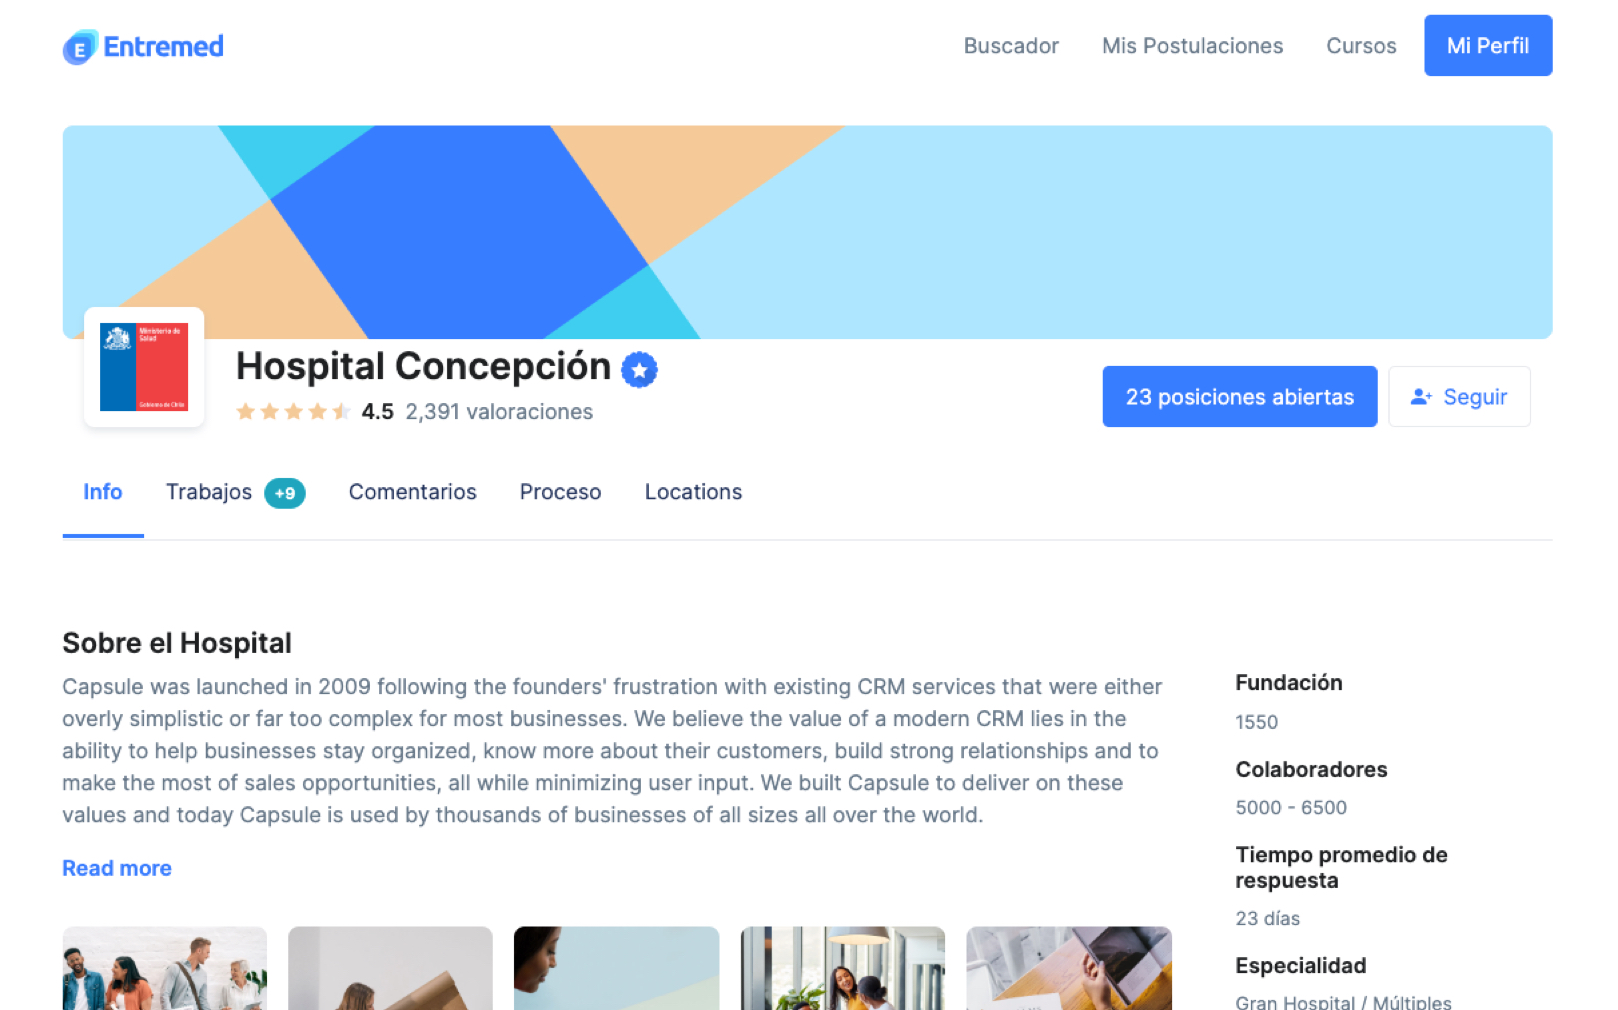 E Entremed
Buscador
Mis Postulaciones
Cursos
Mi Perfil
Ministerio de
Salud
Gobierno de Chile
Hospital Concepción
4.5 2,391 valoraciones
23 posiciones abiertas
Seguir
Info
Trabajos +9
Comentarios
Proceso
Locations
Sobre el Hospital
Capsule was launched in 2009 following the founders' frustration with existing CRM services that were either
overly simplistic or far too complex for most businesses. We believe the value of a modern CRM lies in the
ability to help businesses stay organized, know more about their customers, build strong relationships and to
make the most of sales opportunities, all while minimizing user input. We built Capsule to deliver on these
values and today Capsule is used by thousands of businesses of all sizes all over the world.
Read more
Fundación
1550
Colaboradores
5000 - 6500
Tiempo promedio de
respuesta
23 días
Especialidad
Gran Hospital / Múltiples